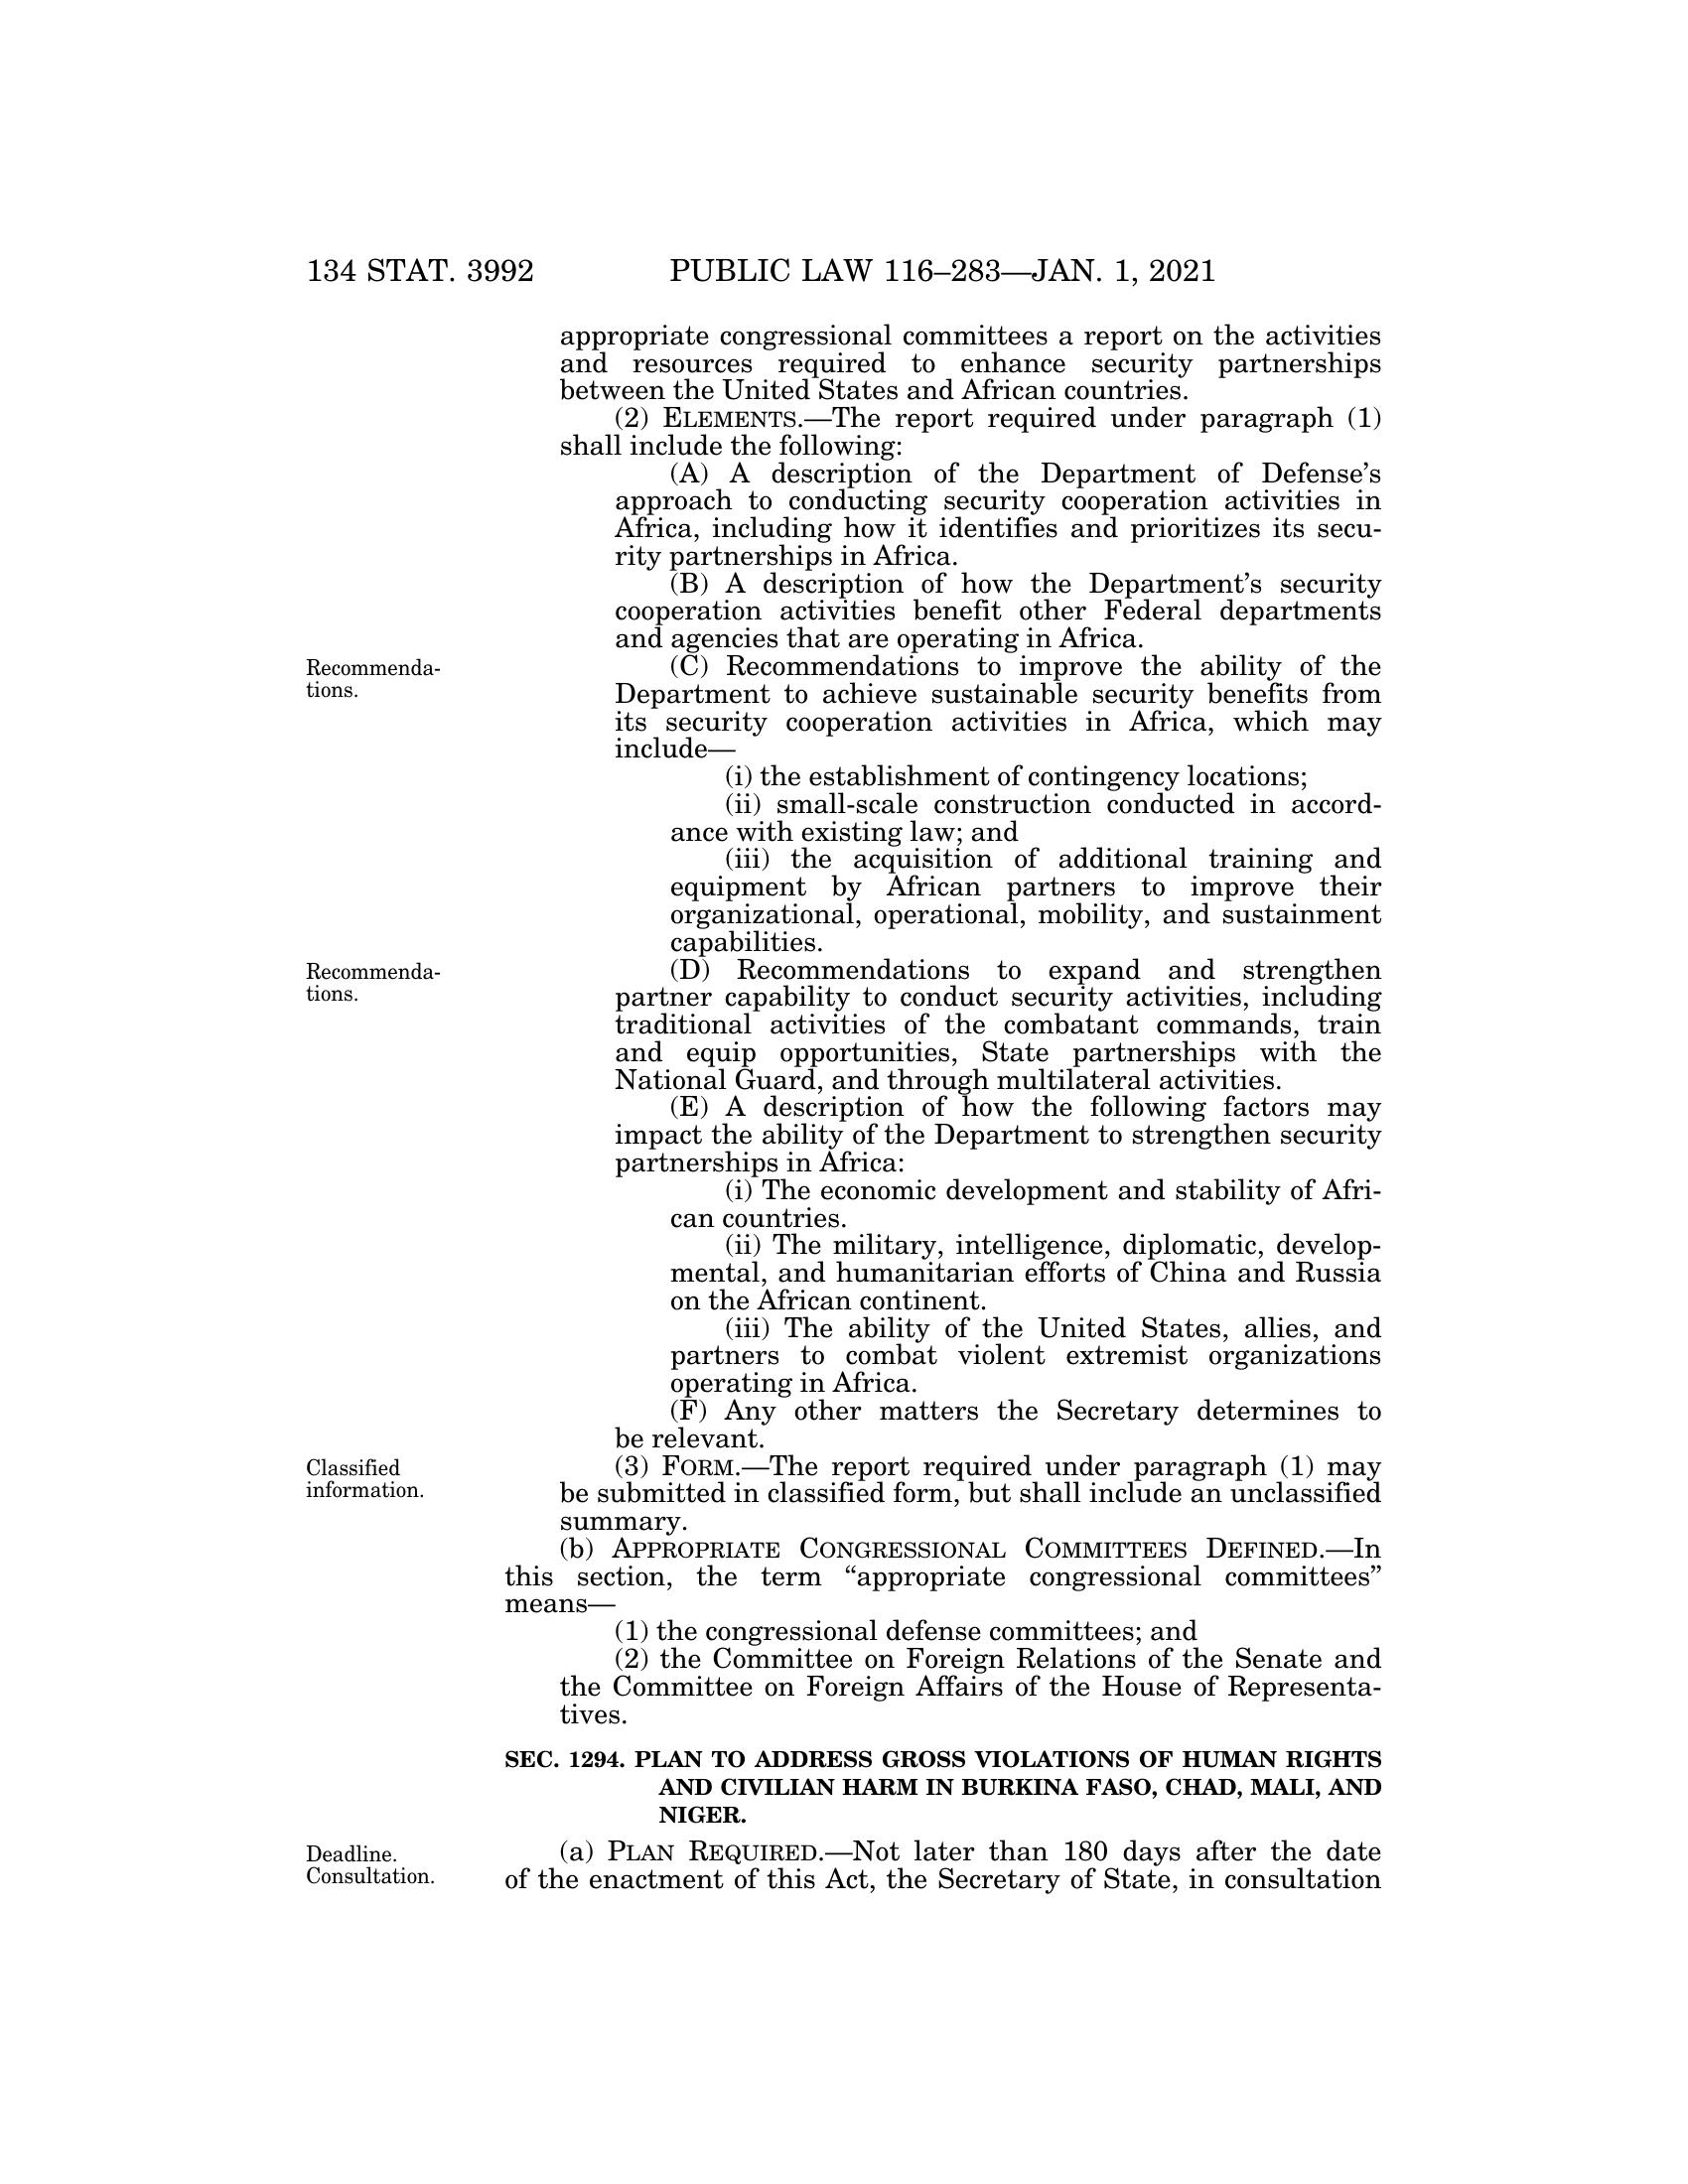 134 STAT. 3992 PUBLIC LAW 116–283—JAN. 1, 2021
appropriate congressional committees a report on the activities
and resources required to enhance security partnerships
between the United States and African countries.
(2) ELEMENTS.—The report required under paragraph (1)
shall include the following:
(A) A description of the Department of Defense’s
approach to conducting security cooperation activities in
Africa, including how it identifies and prioritizes its secu-
rity partnerships in Africa.
(B) A description of how the Department’s security
cooperation activities benefit other Federal departments
and agencies that are operating in Africa.
Recommenda-
tions.
(C) Recommendations to improve the ability of the
Department to achieve sustainable security benefits from
its security cooperation activities in Africa, which may
include—
(i) the establishment of contingency locations;
(ii) small-scale construction conducted in accord-
ance with existing law; and
(iii) the acquisition of additional training and
equipment by African partners to improve their
organizational, operational, mobility, and sustainment
capabilities.
Recommenda-
tions.
(D) Recommendations to expand and strengthen
partner capability to conduct security activities, including
traditional activities of the combatant commands, train
and equip opportunities, State partnerships with the
National Guard, and through multilateral activities.
(E) A description of how the following factors may
impact the ability of the Department to strengthen security
partnerships in Africa:
(i) The economic development and stability of Afri-
can countries.
(ii) The military, intelligence, diplomatic, develop-
mental, and humanitarian efforts of China and Russia
on the African continent.
(iii) The ability of the United States, allies, and
partners to combat violent extremist organizations
operating in Africa.
(F) Any other matters the Secretary determines to
be relevant.
Classified
information.
(3) FORM.—The report required under paragraph (1) may
be submitted in classified form, but shall include an unclassified
summary.
(b) APPROPRIATE CONGRESSIONAL COMMITTEES DEFINED.—In
this section, the term “appropriate congressional committees”
means—
(1) the congressional defense committees; and
(2) the Committee on Foreign Relations of the Senate and
the Committee on Foreign Affairs of the House of Representa-
tives.
SEC. 1294. PLAN TO ADDRESS GROSS VIOLATIONS OF HUMAN RIGHTS
AND CIVILIAN HARM IN BURKINA FASO, CHAD, MALI, AND
NIGER.
Deadline.
Consultation.
(a) PLAN REQUIRED.—Not later than 180 days after the date
of the enactment of this Act, the Secretary of State, in consultation